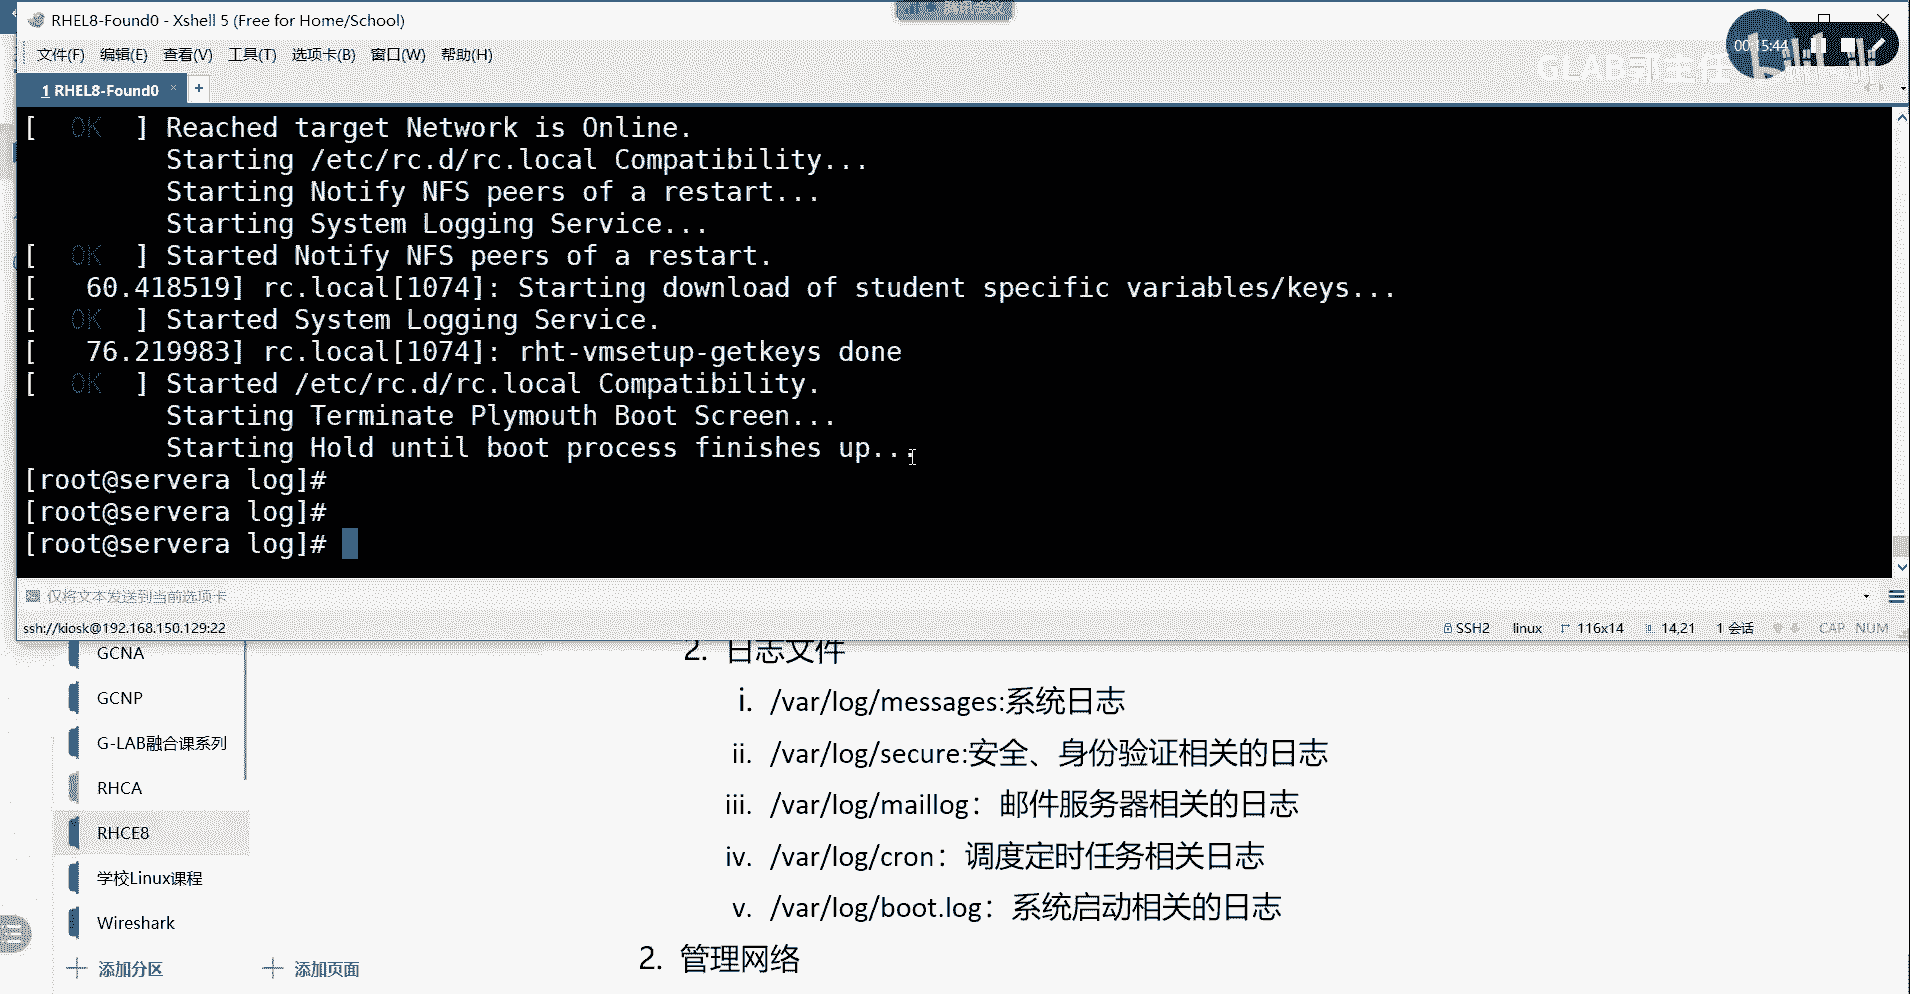 RHEL8-Found0 - Xshell 5 (Free for Home/School)
00:15:44
文件(F) 编辑(E) 查看(V) 工具(T) 选项卡(B) 窗口(W) 帮助(H)
GLAB郭主任
1 RHEL8-Found0 × +
[  OK  ] Reached target Network is Online.
Starting /etc/rc.d/rc.local Compatibility...
Starting Notify NFS peers of a restart...
Starting System Logging Service...
[  OK  ] Started Notify NFS peers of a restart.
[   60.418519] rc.local[1074]: Starting download of student specific variables/keys...
[  OK  ] Started System Logging Service.
[   76.219983] rc.local[1074]: rht-vmsetup-getkeys done
[  OK  ] Started /etc/rc.d/rc.local Compatibility.
Starting Terminate Plymouth Boot Screen...
Starting Hold until boot process finishes up...
[root@servera log]#
[root@servera log]#
[root@servera log]#
仅将文本发送到当前选项卡
ssh://kiosk@192.168.150.129:22 SSH2 linux 116x14 14,21 1 会话 CAP NUM
GCNA
GCNP
G-LAB融合课系列
RHCA
RHCE8
学校Linux课程
Wireshark
添加分区 添加页面
2. 日志文件
i. /var/log/messages:系统日志
ii. /var/log/secure:安全、身份验证相关的日志
iii. /var/log/maillog：邮件服务器相关的日志
iv. /var/log/cron：调度定时任务相关日志
v. /var/log/boot.log：系统启动相关的日志
2. 管理网络